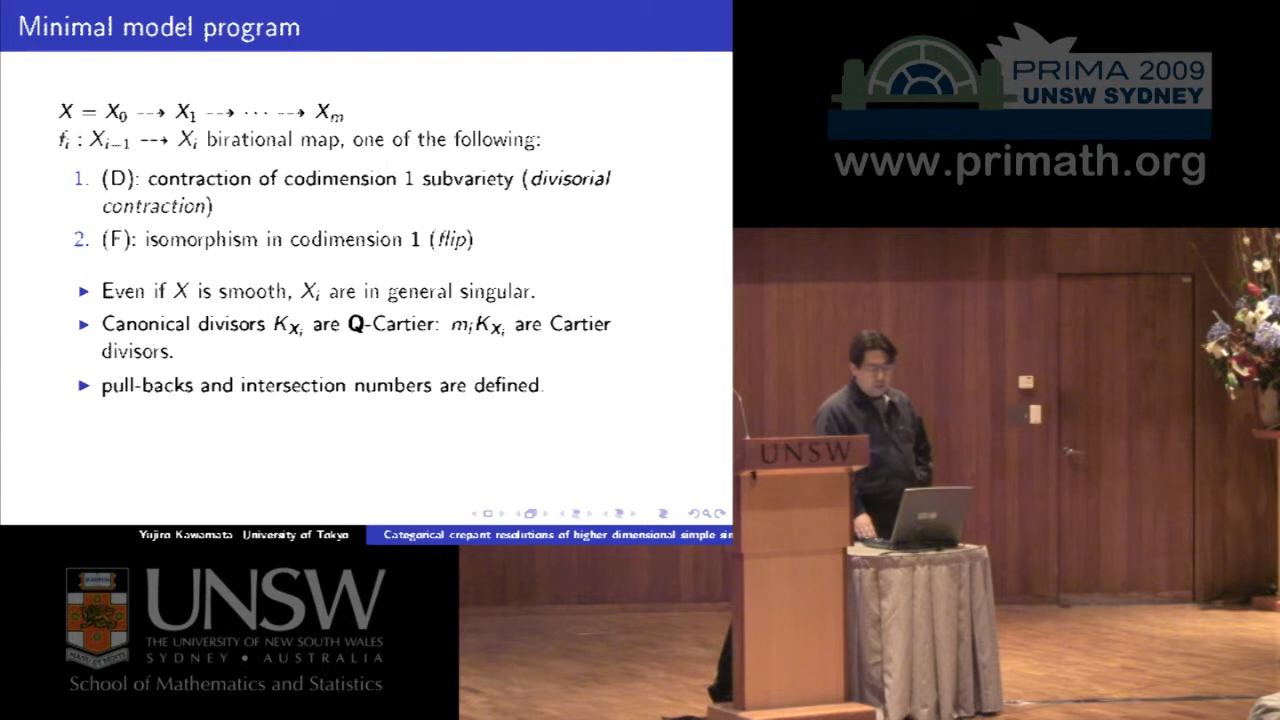 Minimal model program
X = X₀ ⇢ X₁ ⇢ ⋯ ⇢ Xₘ
fᵢ : Xᵢ₋₁ ⇢ Xᵢ birational map, one of the following:
1. (D): contraction of codimension 1 subvariety (divisorial
contraction)
2. (F): isomorphism in codimension 1 (flip)
▶ Even if X is smooth, Xᵢ are in general singular.
▶ Canonical divisors K_{Xᵢ} are Q-Cartier: mᵢK_{Xᵢ} are Cartier
divisors.
▶ pull-backs and intersection numbers are defined.
Yujiro Kawamata University of Tokyo
Categorical crepant resolutions of higher dimensional simple sin
PRIMA 2009
UNSW SYDNEY
www.primath.org
UNSW
UNSW
THE UNIVERSITY OF NEW SOUTH WALES
SYDNEY • AUSTRALIA
School of Mathematics and Statistics